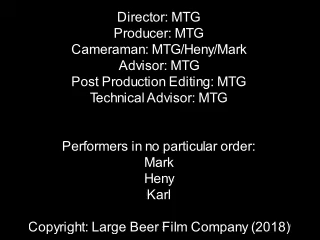 Director: MTG
Producer: MTG
Cameraman: MTG/Heny/Mark
Advisor: MTG
Post Production Editing: MTG
Technical Advisor: MTG
Performers in no particular order:
Mark
Heny
Karl
Copyright: Large Beer Film Company (2018)